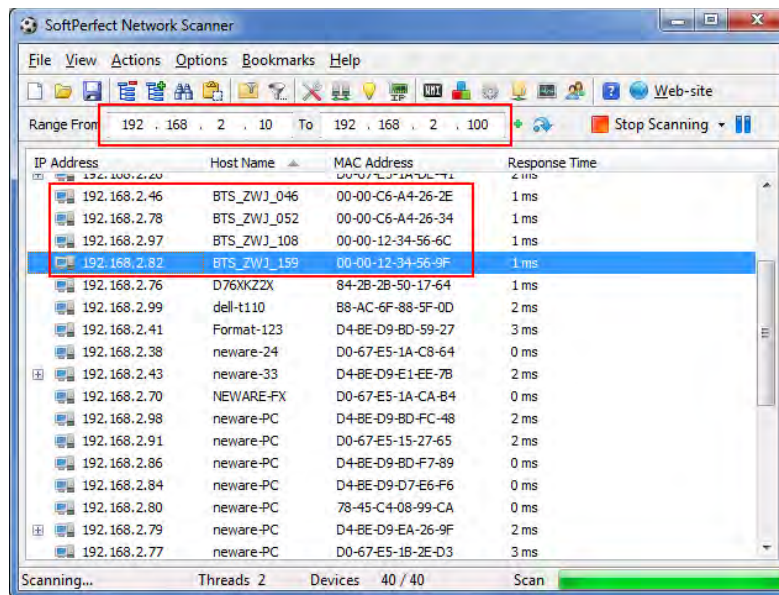 SoftPerfect Network Scanner
File View Actions Options Bookmarks Help
Web-site
Range From 192 . 168 . 2 . 10 To 192 . 168 . 2 . 100 Stop Scanning
IP Address Host Name MAC Address Response Time
192.168.2.46 BTS_ZWJ_046 00-00-C6-A4-26-2E 1 ms
192.168.2.78 BTS_ZWJ_052 00-00-C6-A4-26-34 1 ms
192.168.2.97 BTS_ZWJ_108 00-00-12-34-56-6C 1 ms
192.168.2.82 BTS_ZWJ_159 00-00-12-34-56-9F 1 ms
192.168.2.76 D76XKZ2X 84-2B-2B-50-17-64 1 ms
192.168.2.99 dell-t110 B8-AC-6F-88-5F-0D 2 ms
192.168.2.41 Format-123 D4-BE-D9-BD-59-27 3 ms
192.168.2.38 neware-24 D0-67-E5-1A-C8-64 0 ms
192.168.2.43 neware-33 D4-BE-D9-E1-EE-7B 2 ms
192.168.2.70 NEWARE-FX D0-67-E5-1A-CA-B4 0 ms
192.168.2.98 neware-PC D4-BE-D9-BD-FC-48 2 ms
192.168.2.91 neware-PC D0-67-E5-15-27-65 2 ms
192.168.2.86 neware-PC D4-BE-D9-BD-F7-89 0 ms
192.168.2.84 neware-PC D4-BE-D9-D7-E6-F6 0 ms
192.168.2.80 neware-PC 78-45-C4-08-99-CA 0 ms
192.168.2.79 neware-PC D4-BE-D9-EA-26-9F 2 ms
192.168.2.77 neware-PC D0-67-E5-1B-2E-D3 3 ms
Scanning... Threads 2 Devices 40 / 40 Scan